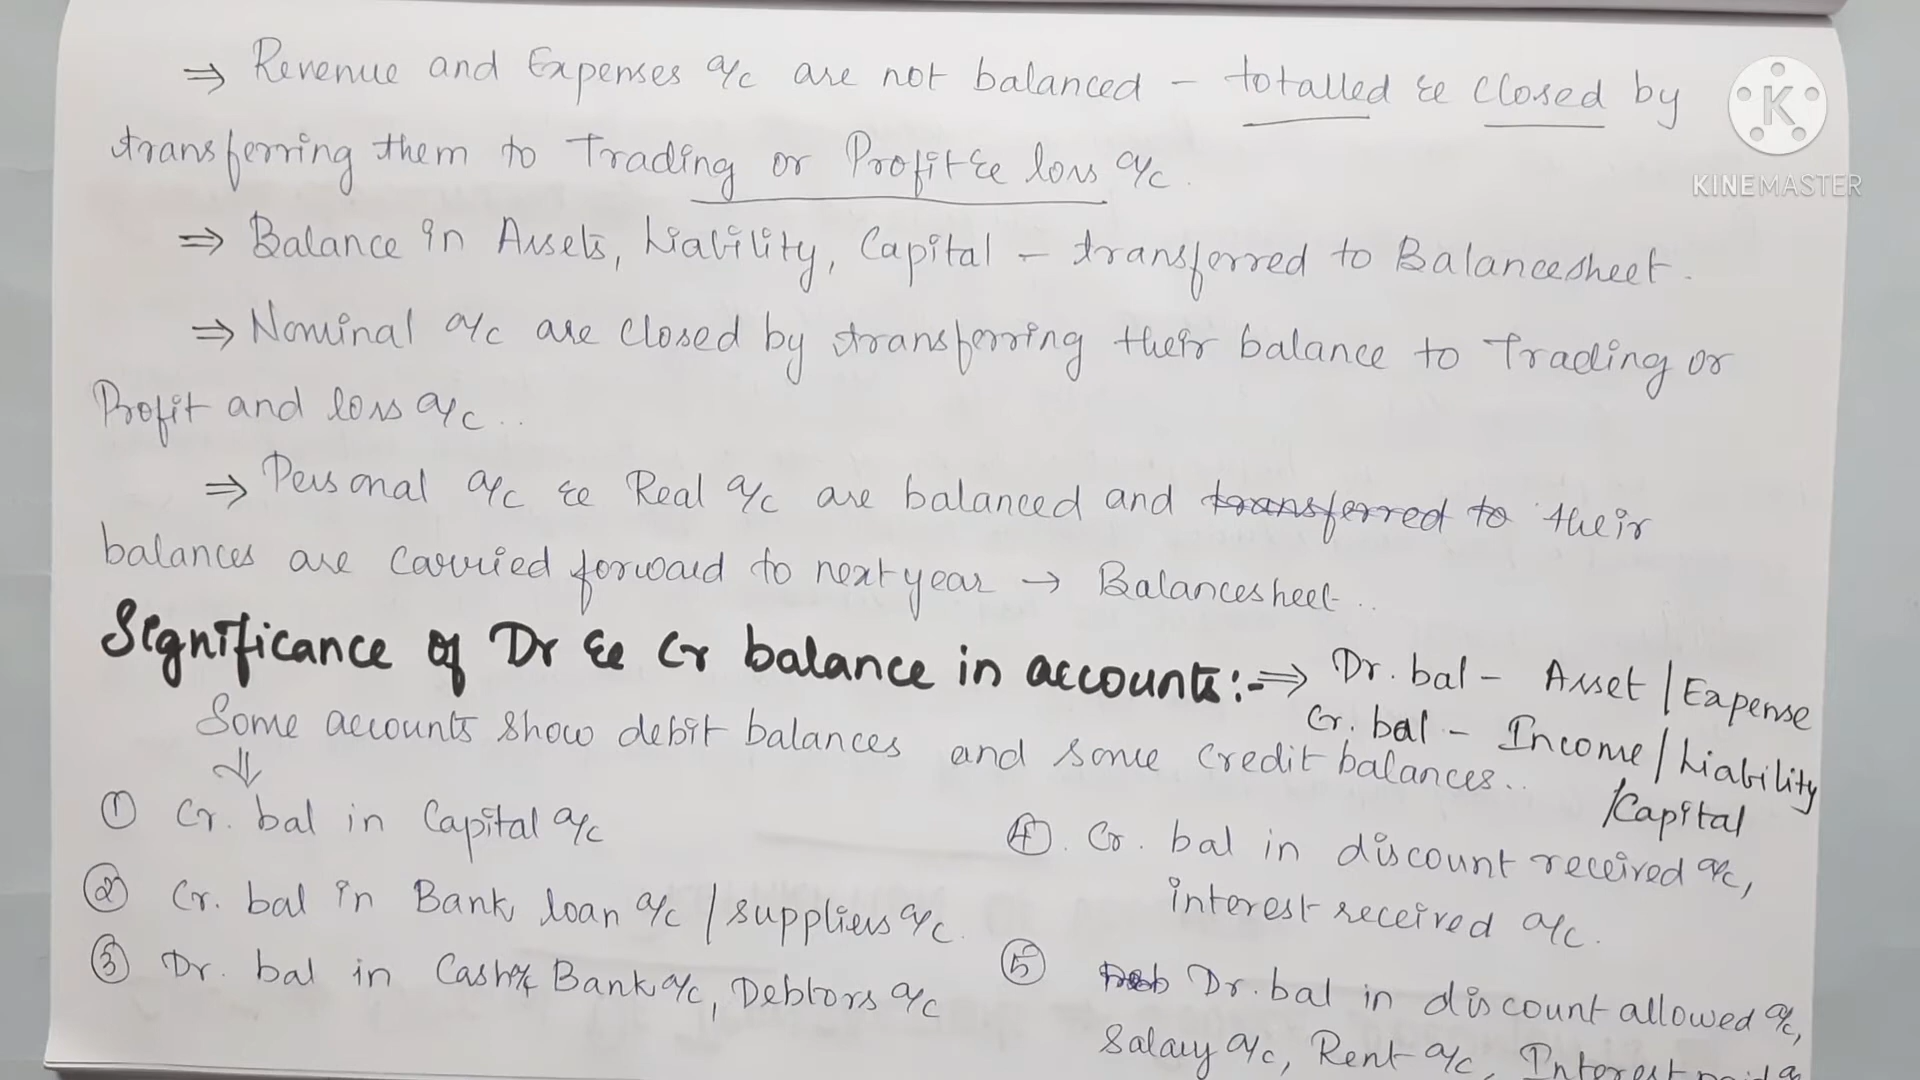 ⇒ Revenue and Expenses a/c are not balanced - totalled & closed by
transferring them to Trading or Profit & loss a/c.
⇒ Balance in Assets, Liability, Capital - transferred to Balancesheet.
⇒ Nominal a/c are closed by transferring their balance to Trading or
Profit and loss a/c..
⇒ Personal a/c & Real a/c are balanced and transferred to their
balances are carried forward to next year → Balancesheet..
Significance of Dr & Cr balance in accounts:- ⇒ Dr. bal - Asset / Expense
Cr. bal - Income / Liability
/Capital
Some accounts show debit balances and some credit balances..
① Cr. bal in Capital a/c
② Cr. bal in Bank loan a/c / suppliers a/c.
③ Dr. bal in Cash a/c Bank a/c, Debtors a/c
④. Cr. bal in discount received a/c,
interest received a/c.
⑤ Dr. bal in discount allowed a/c,
Salary a/c, Rent a/c, Interest paid a
K
KINEMASTER